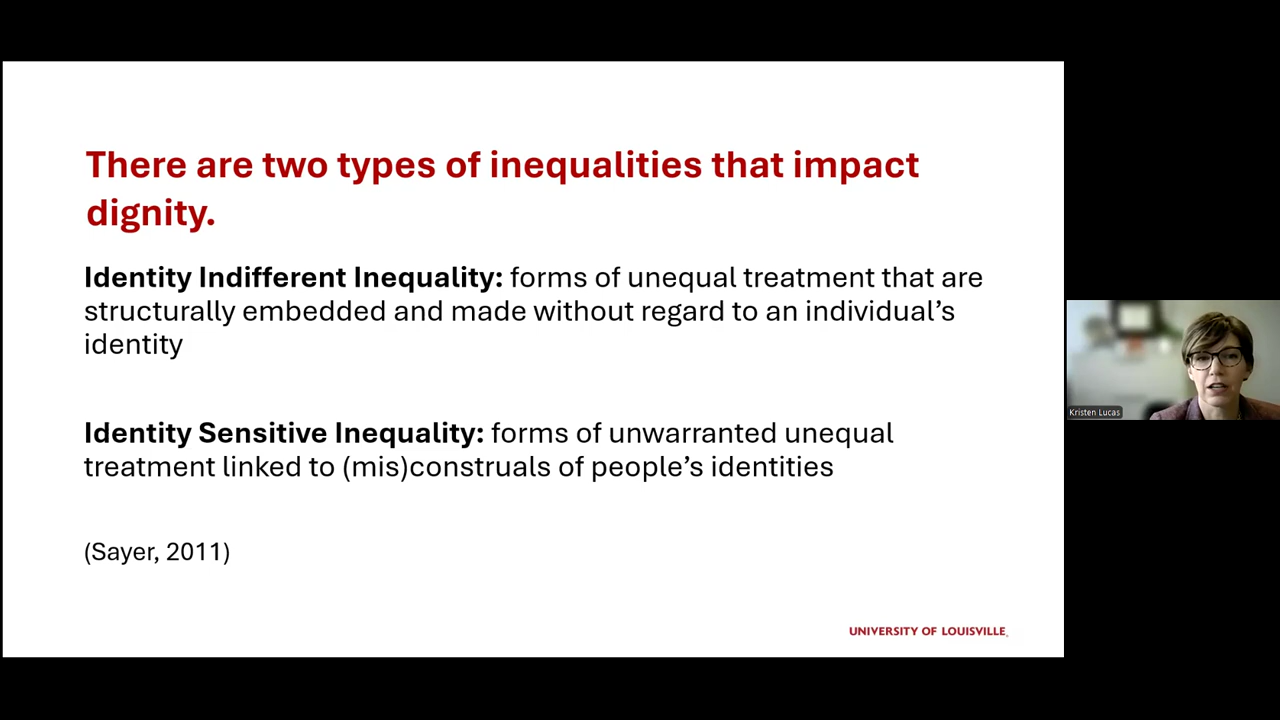 There are two types of inequalities that impact
dignity.
Identity Indifferent Inequality: forms of unequal treatment that are
structurally embedded and made without regard to an individual’s
identity
Identity Sensitive Inequality: forms of unwarranted unequal
treatment linked to (mis)construals of people’s identities
(Sayer, 2011)
UNIVERSITY OF LOUISVILLE.
Kristen Lucas